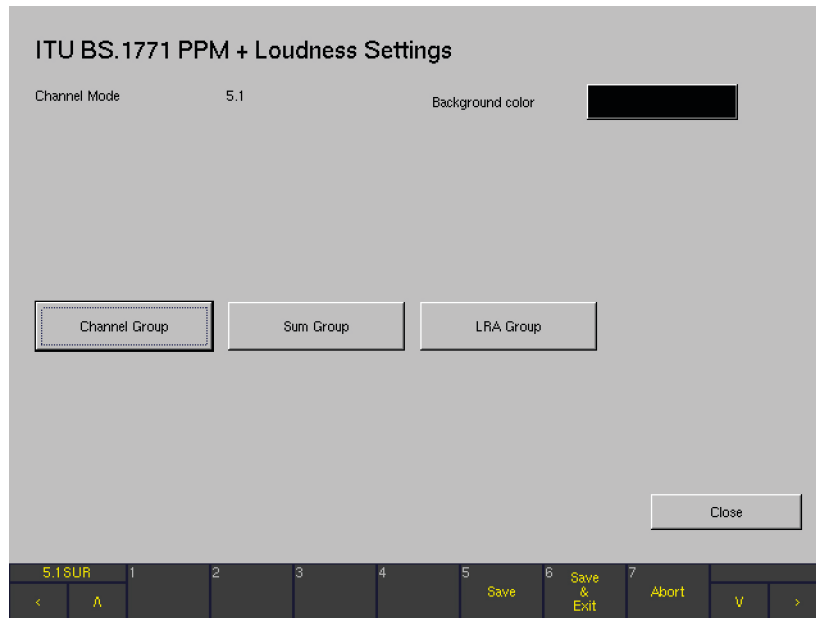 ITU BS.1771 PPM + Loudness Settings
Channel Mode 5.1 Background color
Channel Group Sum Group LRA Group
Close
5.1SUR 1 2 3 4 5 6 7
< Λ Save Save & Exit Abort V >